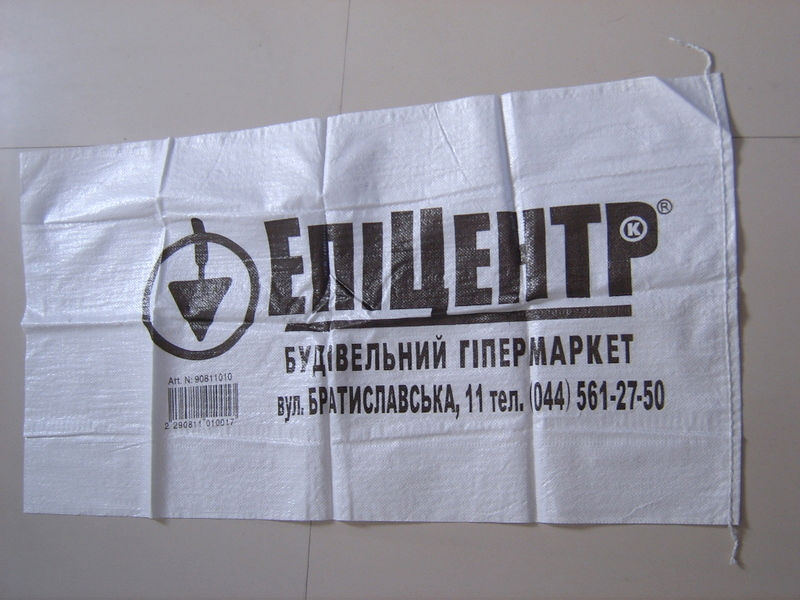 ЕПІЦЕНТР К ®
БУДІВЕЛЬНИЙ ГІПЕРМАРКЕТ
вул. БРАТИСЛАВСЬКА, 11 тел. (044) 561-27-50
Art. N: 90811010
2 290811 010017